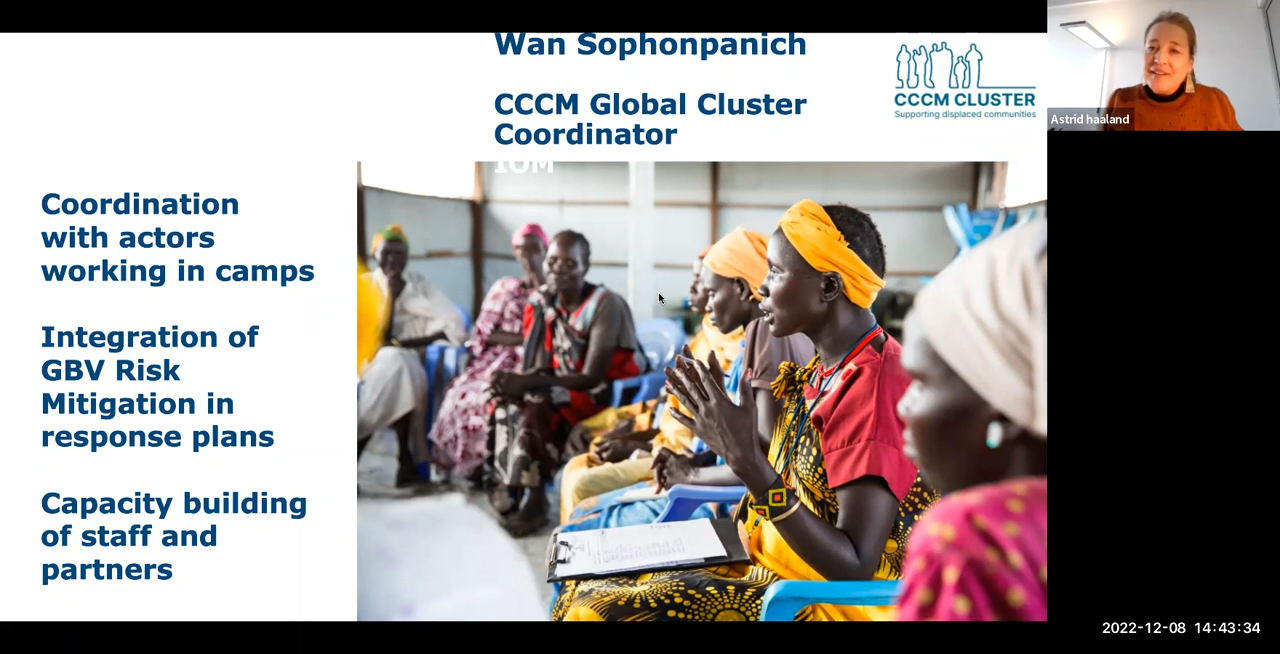 Wan Sophonpanich
CCCM Global Cluster
Coordinator
IOM
CCCM CLUSTER
Supporting displaced communities
Astrid haaland
Coordination
with actors
working in camps
Integration of
GBV Risk
Mitigation in
response plans
Capacity building
of staff and
partners
2022-12-08 14:43:34